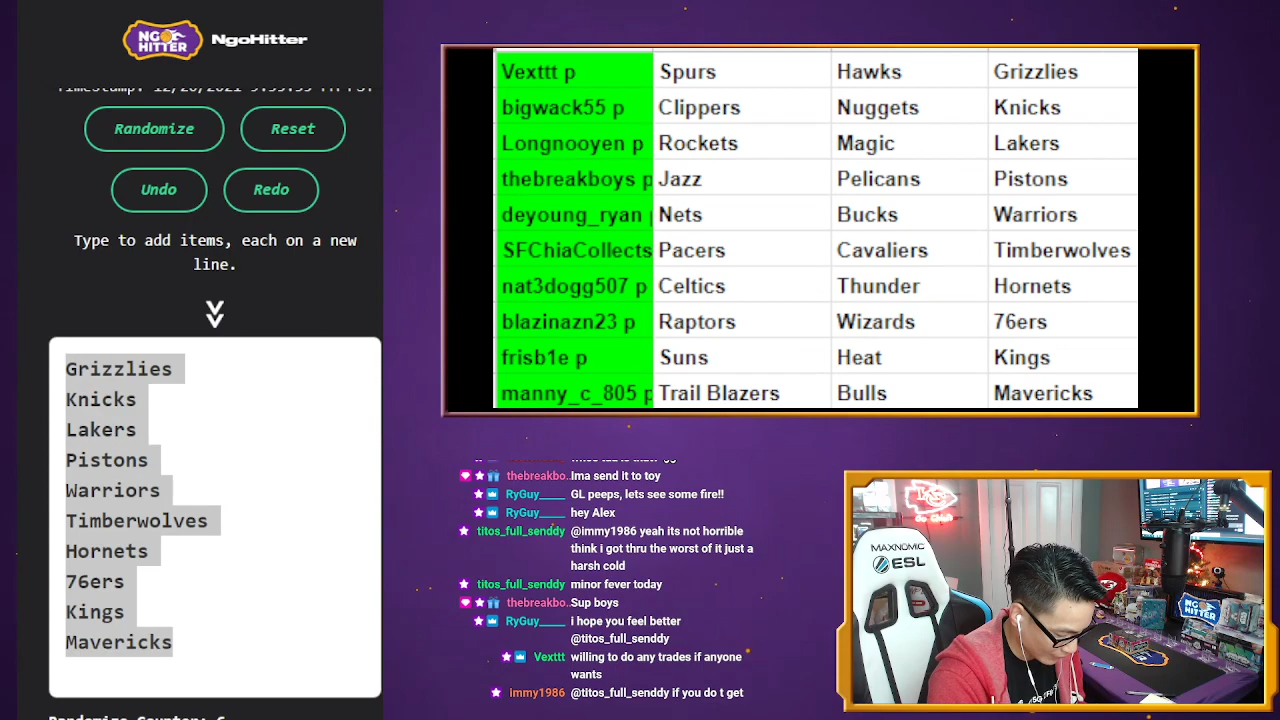 NGO HITTER NgoHitter
Randomize Reset
Undo Redo
Type to add items, each on a new
line.
Grizzlies
Knicks
Lakers
Pistons
Warriors
Timberwolves
Hornets
76ers
Kings
Mavericks
Vexttt p Spurs Hawks Grizzlies
bigwack55 p Clippers Nuggets Knicks
Longnooyen p Rockets Magic Lakers
thebreakboys p Jazz Pelicans Pistons
deyoung_ryan Nets Bucks Warriors
SFChiaCollects Pacers Cavaliers Timberwolves
nat3dogg507 p Celtics Thunder Hornets
blazinazn23 p Raptors Wizards 76ers
frisb1e p Suns Heat Kings
manny_c_805 p Trail Blazers Bulls Mavericks
thebreakbo.. Ima send it to toy
RyGuy____ GL peeps, lets see some fire!!
RyGuy____ hey Alex
titos_full_senddy @immy1986 yeah its not horrible
think i got thru the worst of it just a
harsh cold
titos_full_senddy minor fever today
thebreakbo.. Sup boys
RyGuy____ i hope you feel better
@titos_full_senddy
Vexttt willing to do any trades if anyone
wants
immy1986 @titos_full_senddy if you do t get
MAXNOMIC
ESL
NGO HITTER